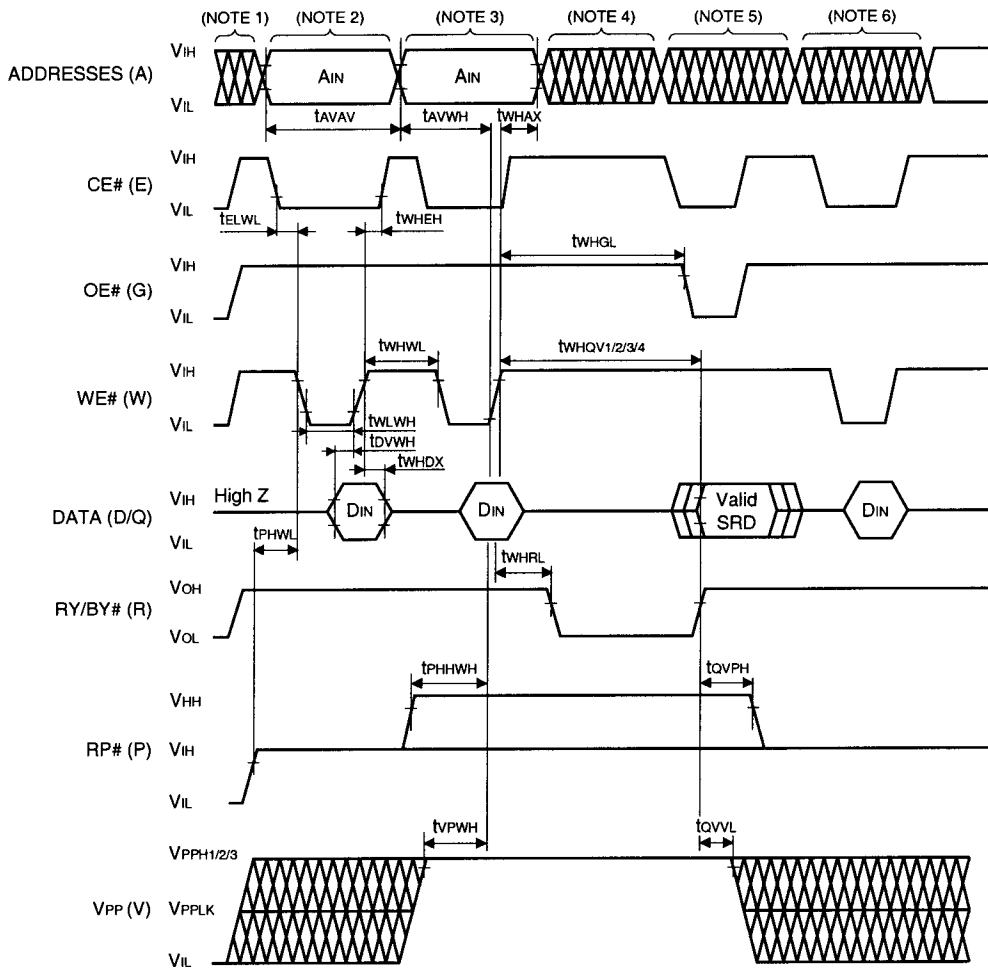 (NOTE 1) (NOTE 2) (NOTE 3) (NOTE 4) (NOTE 5) (NOTE 6)
VIH
ADDRESSES (A)
AIN AIN
VIL
tAVAV tAVWH tWHAX
VIH
CE# (E)
VIL
tELWL tWHEH
tWHGL
VIH
OE# (G)
VIL
tWHWL tWHQV1/2/3/4
VIH
WE# (W)
VIL
tWLWH
tDVWH
tWHDX
VIH High Z
DATA (D/Q)
DIN DIN Valid SRD DIN
VIL
tPHWL
tWHRL
VOH
RY/BY# (R)
VOL
tPHHWH tQVPH
VHH
RP# (P)
VIH
VIL
tVPWH tQVVL
VPPH1/2/3
VPP (V)
VPPLK
VIL